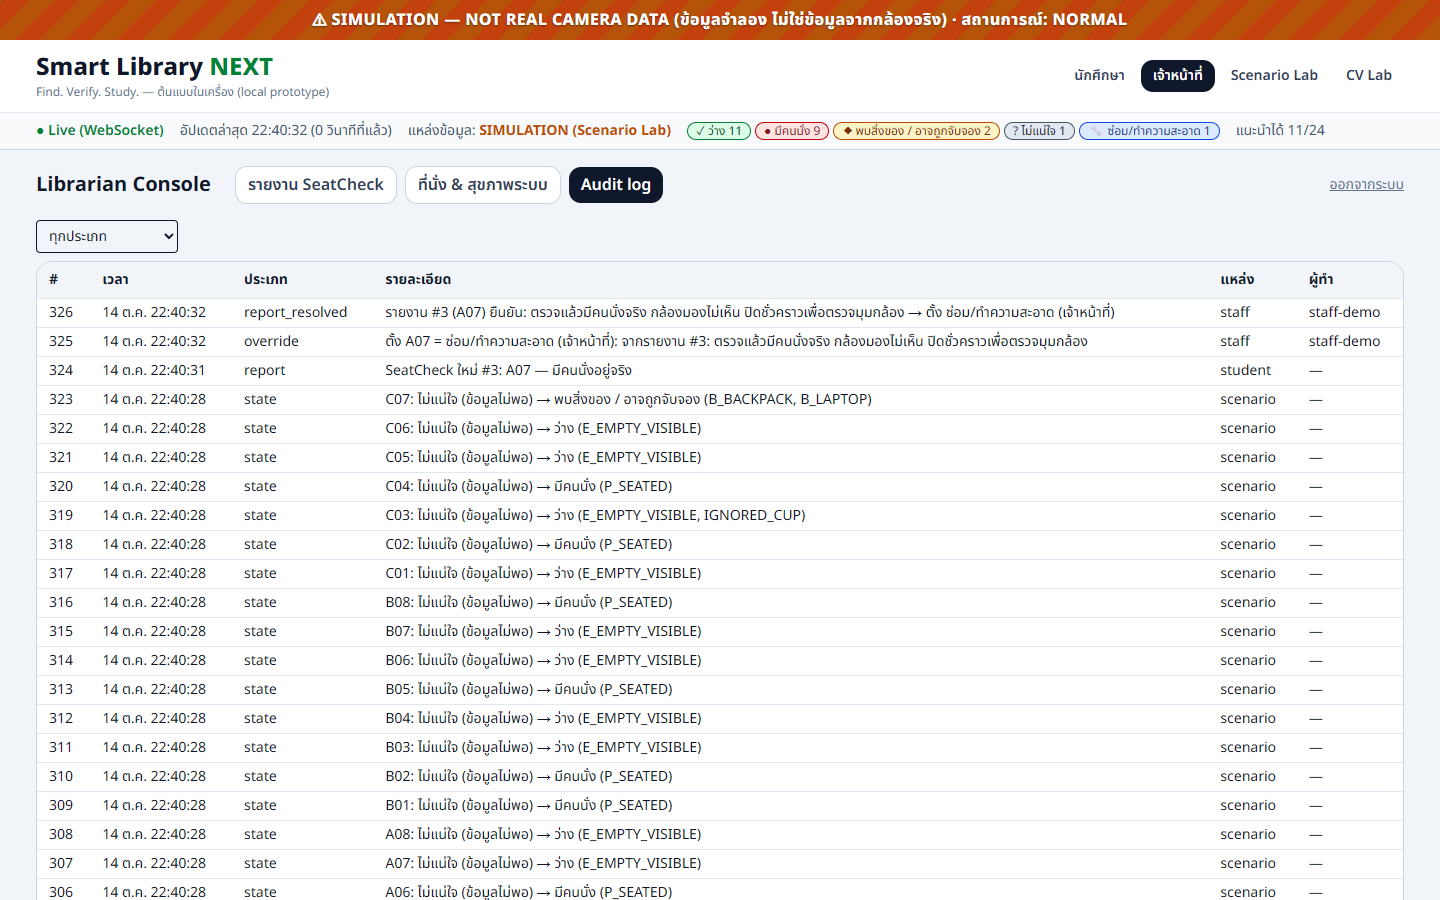 ⚠ SIMULATION — NOT REAL CAMERA DATA (ข้อมูลจำลอง ไม่ใช่ข้อมูลจากกล้องจริง) · สถานการณ์: NORMAL
Smart Library NEXT
Find. Verify. Study. — ต้นแบบในเครื่อง (local prototype)
นักศึกษา เจ้าหน้าที่ Scenario Lab CV Lab
● Live (WebSocket) อัปเดตล่าสุด 22:40:32 (0 วินาทีที่แล้ว) แหล่งข้อมูล: SIMULATION (Scenario Lab) ✓ ว่าง 11 ● มีคนนั่ง 9 ◆ พบสิ่งของ / อาจถูกจับจอง 2 ? ไม่แน่ใจ 1 🔧 ซ่อม/ทำความสะอาด 1 แนะนำได้ 11/24
Librarian Console รายงาน SeatCheck ที่นั่ง & สุขภาพระบบ Audit log ออกจากระบบ
ทุกประเภท
# เวลา ประเภท รายละเอียด แหล่ง ผู้ทำ
326 14 ต.ค. 22:40:32 report_resolved รายงาน #3 (A07) ยืนยัน: ตรวจแล้วมีคนนั่งจริง กล้องมองไม่เห็น ปิดชั่วคราวเพื่อตรวจมุมกล้อง → ตั้ง ซ่อม/ทำความสะอาด (เจ้าหน้าที่) staff staff-demo
325 14 ต.ค. 22:40:32 override ตั้ง A07 = ซ่อม/ทำความสะอาด (เจ้าหน้าที่): จากรายงาน #3: ตรวจแล้วมีคนนั่งจริง กล้องมองไม่เห็น ปิดชั่วคราวเพื่อตรวจมุมกล้อง staff staff-demo
324 14 ต.ค. 22:40:31 report SeatCheck ใหม่ #3: A07 — มีคนนั่งอยู่จริง student —
323 14 ต.ค. 22:40:28 state C07: ไม่แน่ใจ (ข้อมูลไม่พอ) → พบสิ่งของ / อาจถูกจับจอง (B_BACKPACK, B_LAPTOP) scenario —
322 14 ต.ค. 22:40:28 state C06: ไม่แน่ใจ (ข้อมูลไม่พอ) → ว่าง (E_EMPTY_VISIBLE) scenario —
321 14 ต.ค. 22:40:28 state C05: ไม่แน่ใจ (ข้อมูลไม่พอ) → ว่าง (E_EMPTY_VISIBLE) scenario —
320 14 ต.ค. 22:40:28 state C04: ไม่แน่ใจ (ข้อมูลไม่พอ) → มีคนนั่ง (P_SEATED) scenario —
319 14 ต.ค. 22:40:28 state C03: ไม่แน่ใจ (ข้อมูลไม่พอ) → ว่าง (E_EMPTY_VISIBLE, IGNORED_CUP) scenario —
318 14 ต.ค. 22:40:28 state C02: ไม่แน่ใจ (ข้อมูลไม่พอ) → มีคนนั่ง (P_SEATED) scenario —
317 14 ต.ค. 22:40:28 state C01: ไม่แน่ใจ (ข้อมูลไม่พอ) → ว่าง (E_EMPTY_VISIBLE) scenario —
316 14 ต.ค. 22:40:28 state B08: ไม่แน่ใจ (ข้อมูลไม่พอ) → มีคนนั่ง (P_SEATED) scenario —
315 14 ต.ค. 22:40:28 state B07: ไม่แน่ใจ (ข้อมูลไม่พอ) → ว่าง (E_EMPTY_VISIBLE) scenario —
314 14 ต.ค. 22:40:28 state B06: ไม่แน่ใจ (ข้อมูลไม่พอ) → ว่าง (E_EMPTY_VISIBLE) scenario —
313 14 ต.ค. 22:40:28 state B05: ไม่แน่ใจ (ข้อมูลไม่พอ) → มีคนนั่ง (P_SEATED) scenario —
312 14 ต.ค. 22:40:28 state B04: ไม่แน่ใจ (ข้อมูลไม่พอ) → ว่าง (E_EMPTY_VISIBLE) scenario —
311 14 ต.ค. 22:40:28 state B03: ไม่แน่ใจ (ข้อมูลไม่พอ) → ว่าง (E_EMPTY_VISIBLE) scenario —
310 14 ต.ค. 22:40:28 state B02: ไม่แน่ใจ (ข้อมูลไม่พอ) → มีคนนั่ง (P_SEATED) scenario —
309 14 ต.ค. 22:40:28 state B01: ไม่แน่ใจ (ข้อมูลไม่พอ) → มีคนนั่ง (P_SEATED) scenario —
308 14 ต.ค. 22:40:28 state A08: ไม่แน่ใจ (ข้อมูลไม่พอ) → ว่าง (E_EMPTY_VISIBLE) scenario —
307 14 ต.ค. 22:40:28 state A07: ไม่แน่ใจ (ข้อมูลไม่พอ) → ว่าง (E_EMPTY_VISIBLE) scenario —
306 14 ต.ค. 22:40:28 state A06: ไม่แน่ใจ (ข้อมูลไม่พอ) → มีคนนั่ง (P_SEATED) scenario —